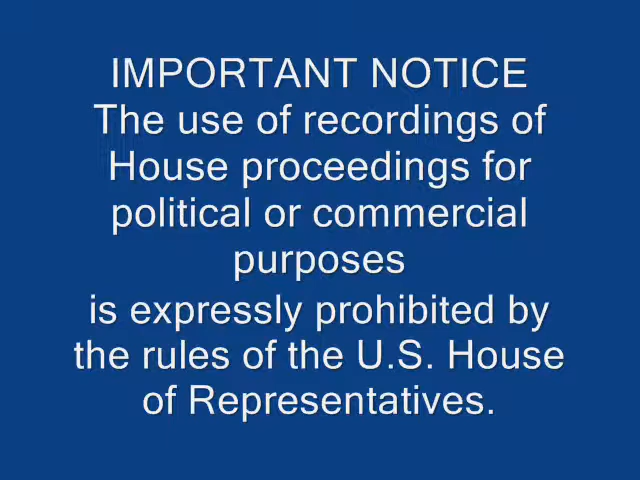 IMPORTANT NOTICE
The use of recordings of
House proceedings for
political or commercial
purposes
is expressly prohibited by
the rules of the U.S. House
of Representatives.